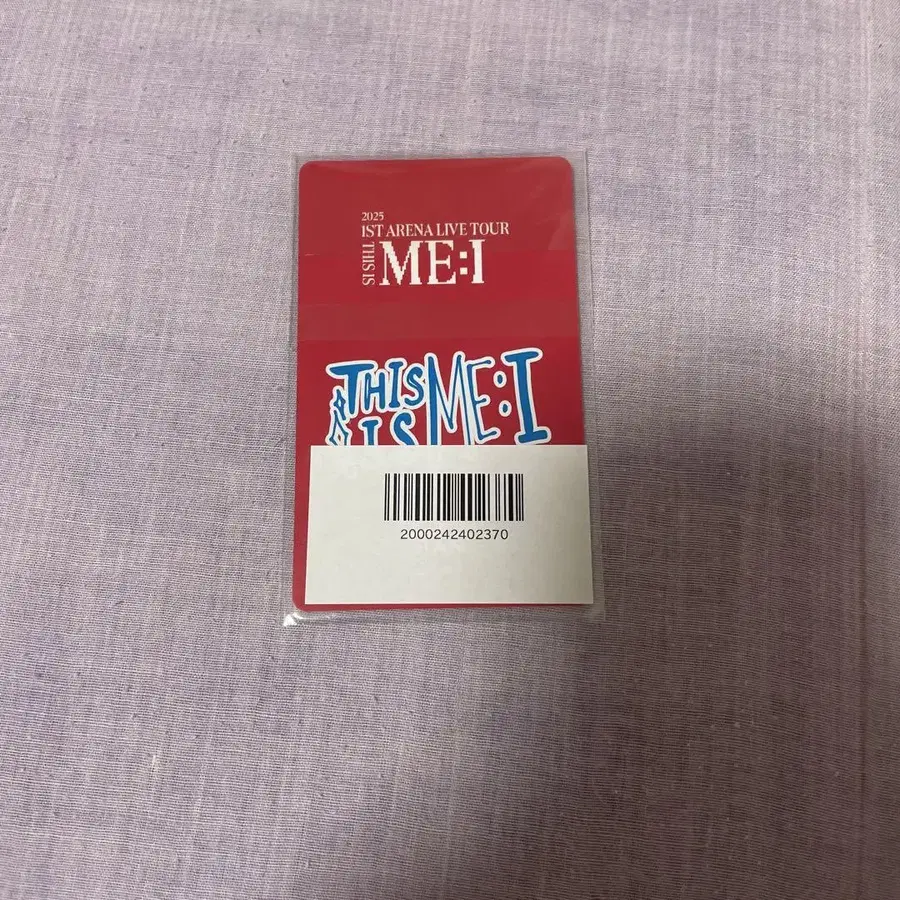 2025
1ST ARENA LIVE TOUR
THIS IS
ME:I
THIS
IS
ME:I
2000242402370